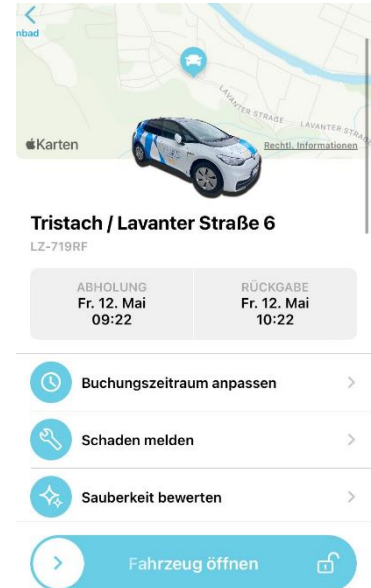 nbad
LAVANTER STRAßE
LAVANTER STRAẞE
Karten
Rechtl. Informationen
Tristach / Lavanter Straße 6
LZ-719RF
ABHOLUNG
Fr. 12. Mai
09:22
RÜCKGABE
Fr. 12. Mai
10:22
Buchungszeitraum anpassen
Schaden melden
Sauberkeit bewerten
Fahrzeug öffnen